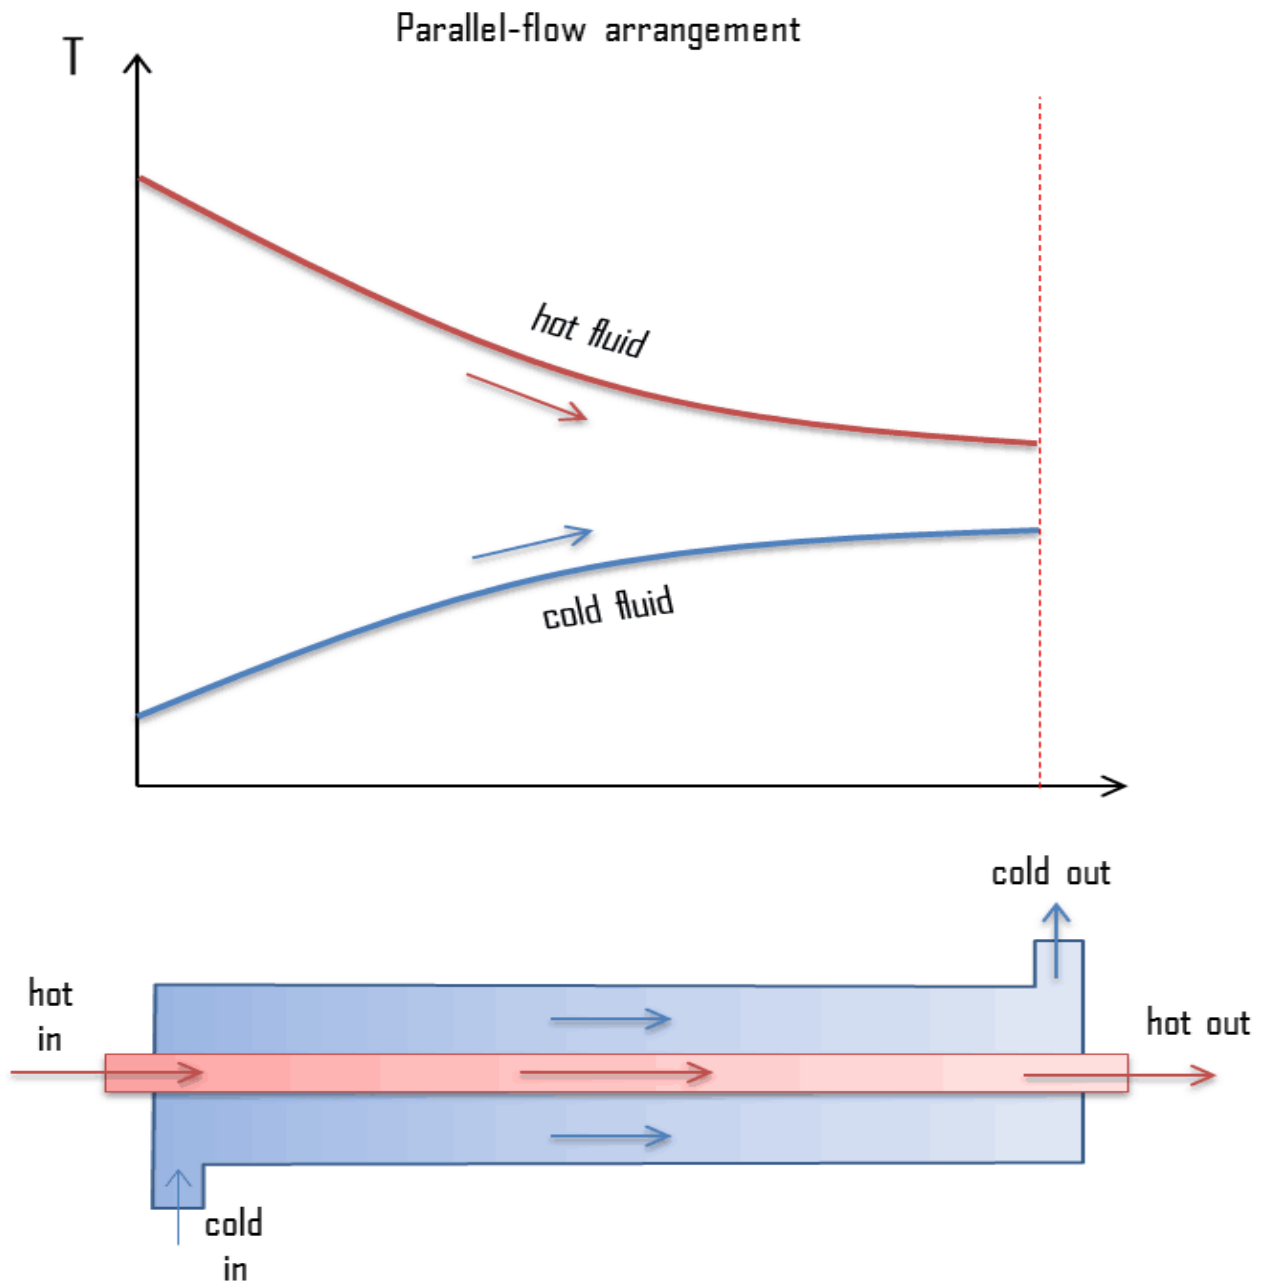 Parallel-flow arrangement
T
hot fluid
cold fluid
cold out
hot
in
hot out
cold
in